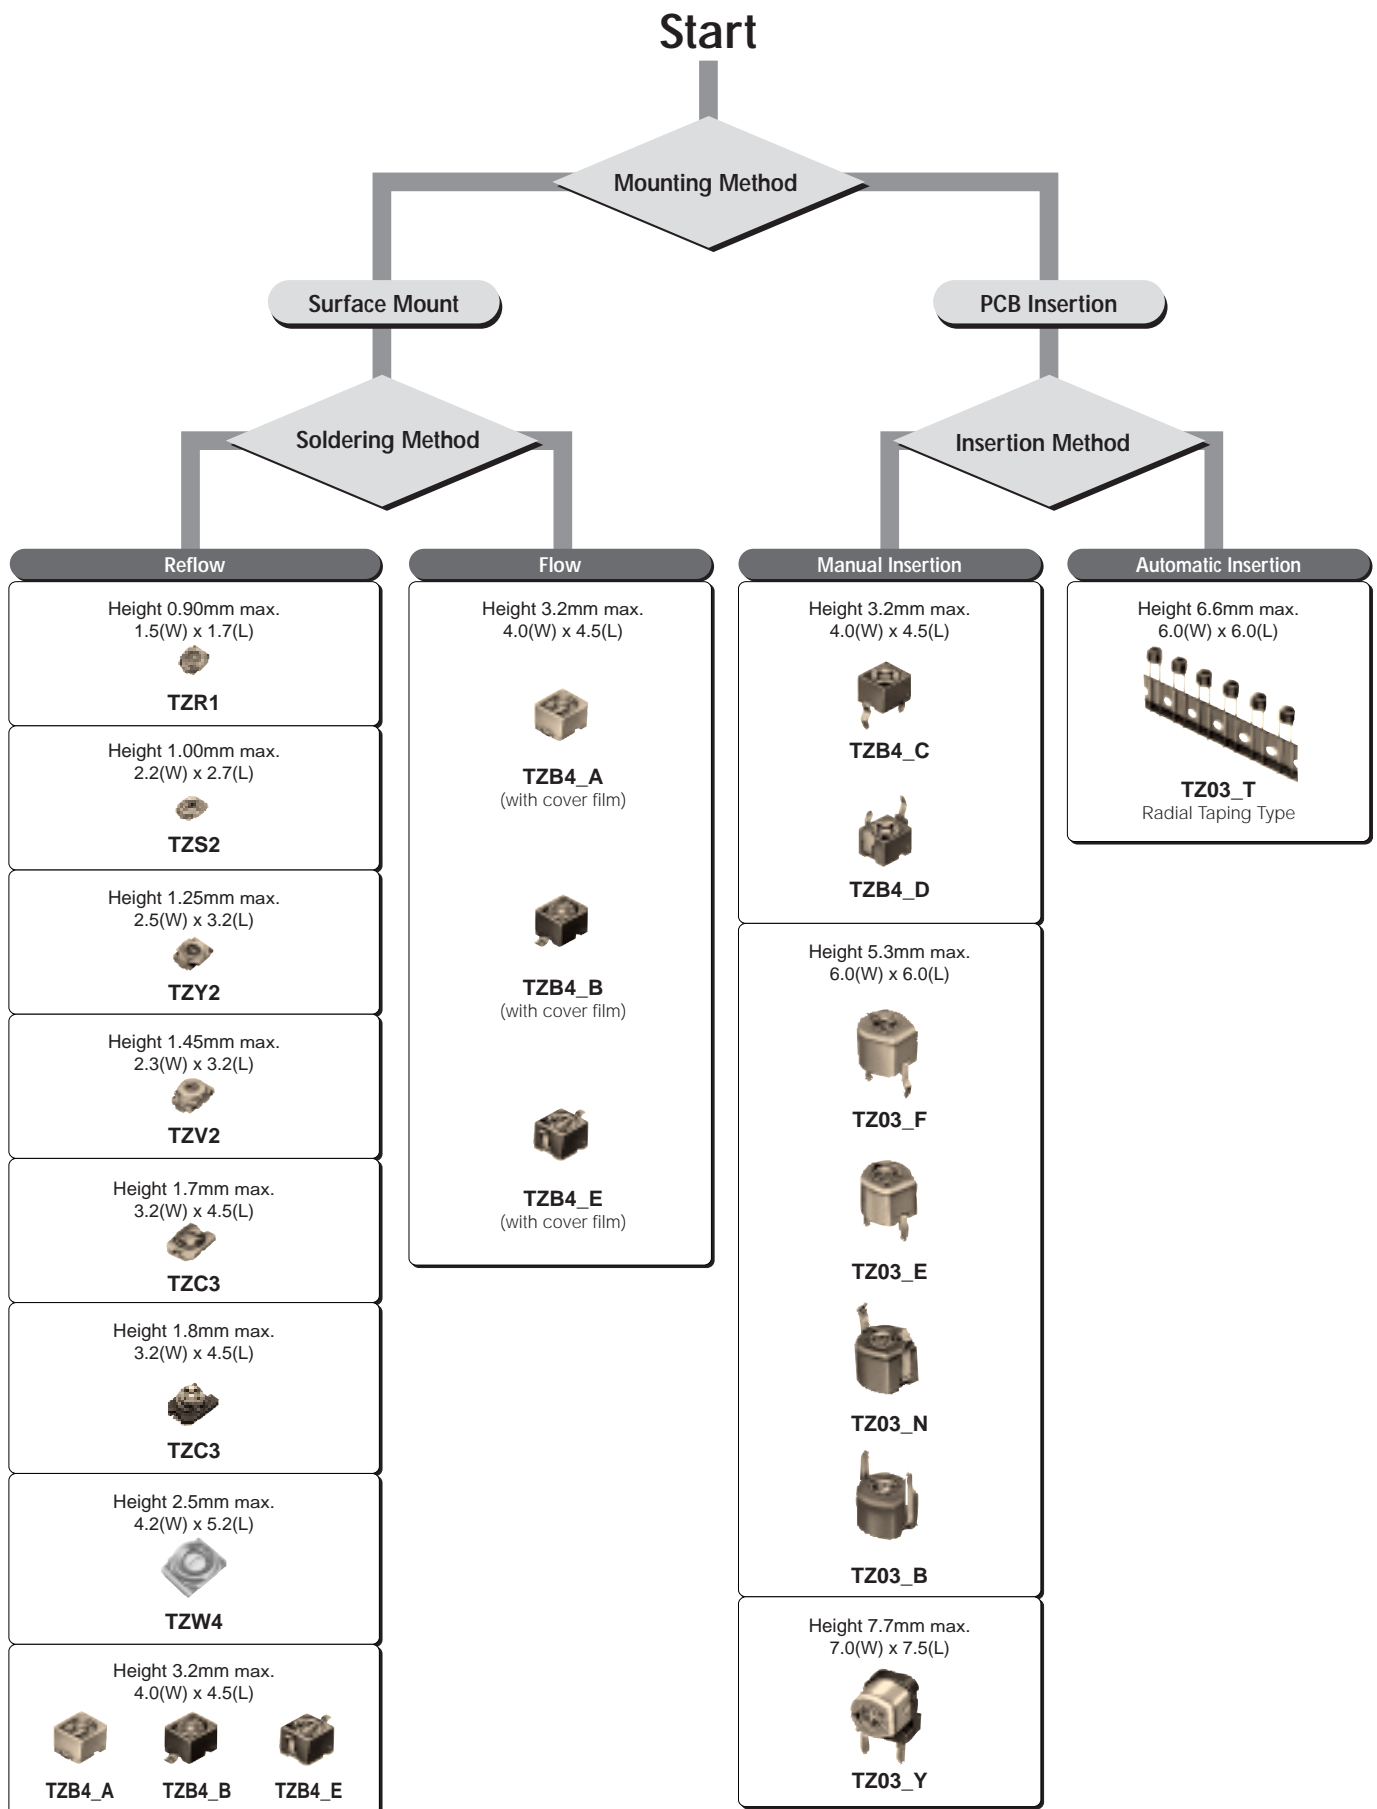 Start
Mounting Method
Surface Mount
PCB Insertion
Soldering Method
Insertion Method
Reflow
Height 0.90mm max.
1.5(W) x 1.7(L)
TZR1
Height 1.00mm max.
2.2(W) x 2.7(L)
TZS2
Height 1.25mm max.
2.5(W) x 3.2(L)
TZY2
Height 1.45mm max.
2.3(W) x 3.2(L)
TZV2
Height 1.7mm max.
3.2(W) x 4.5(L)
TZC3
Height 1.8mm max.
3.2(W) x 4.5(L)
TZC3
Height 2.5mm max.
4.2(W) x 5.2(L)
TZW4
Height 3.2mm max.
4.0(W) x 4.5(L)
TZB4_A TZB4_B TZB4_E
Flow
Height 3.2mm max.
4.0(W) x 4.5(L)
TZB4_A
(with cover film)
TZB4_B
(with cover film)
TZB4_E
(with cover film)
Manual Insertion
Height 3.2mm max.
4.0(W) x 4.5(L)
TZB4_C
TZB4_D
Height 5.3mm max.
6.0(W) x 6.0(L)
TZ03_F
TZ03_E
TZ03_N
TZ03_B
Height 7.7mm max.
7.0(W) x 7.5(L)
TZ03_Y
Automatic Insertion
Height 6.6mm max.
6.0(W) x 6.0(L)
TZ03_T
Radial Taping Type